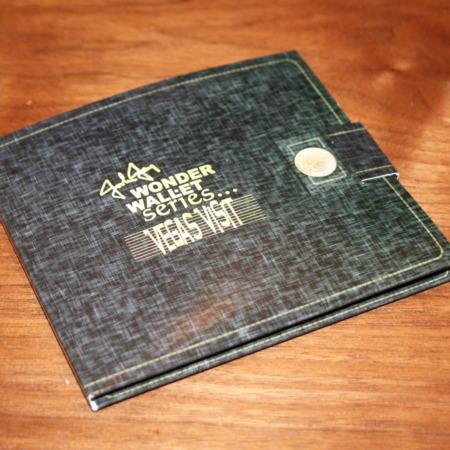 WONDER
WALLET
series...
VEGAS VISIT